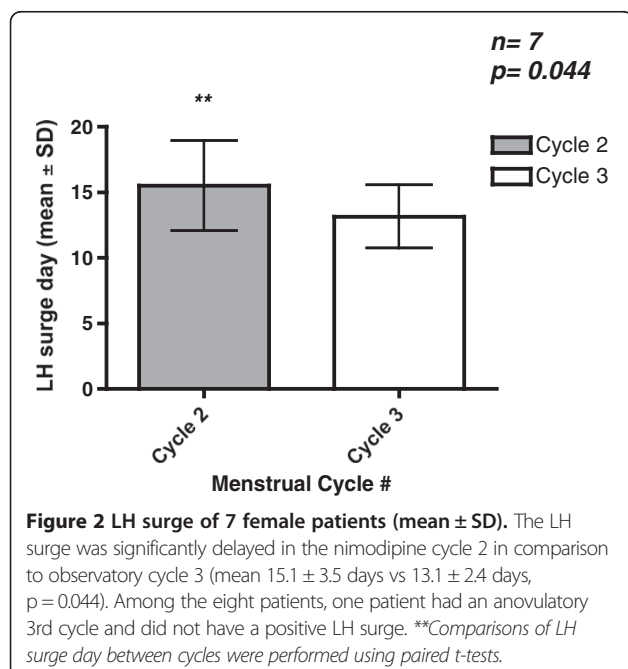 n= 7
p= 0.044
**
20
15
10
5
0
LH surge day (mean ± SD)
Cycle 2
Cycle 3
Cycle 2
Cycle 3
Menstrual Cycle #
Figure 2 LH surge of 7 female patients (mean ± SD). The LH
surge was significantly delayed in the nimodipine cycle 2 in comparison
to observatory cycle 3 (mean 15.1 ± 3.5 days vs 13.1 ± 2.4 days,
p = 0.044). Among the eight patients, one patient had an anovulatory
3rd cycle and did not have a positive LH surge. **Comparisons of LH
surge day between cycles were performed using paired t-tests.